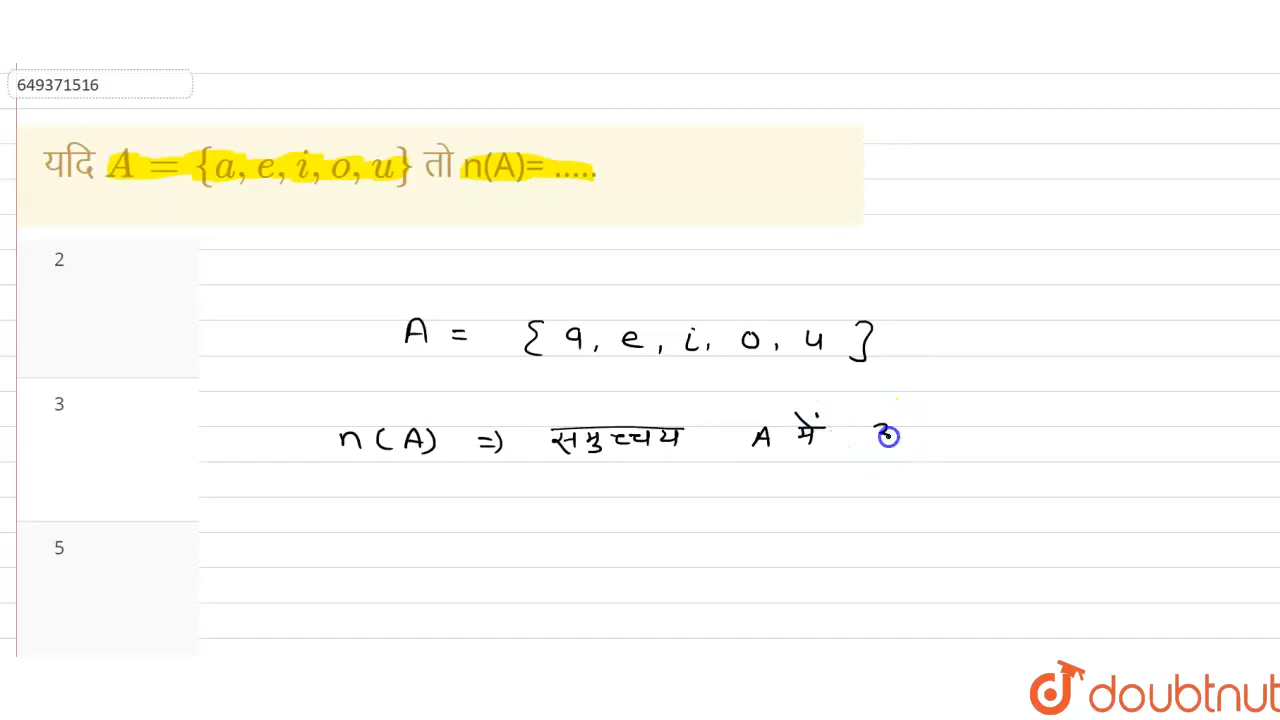 649371516
यदि A = {a, e, i, o, u} तो n(A)= .....
2
3
5
A = { a, e, i, o, u }
n(A) => समुच्चय A में
doubtnut